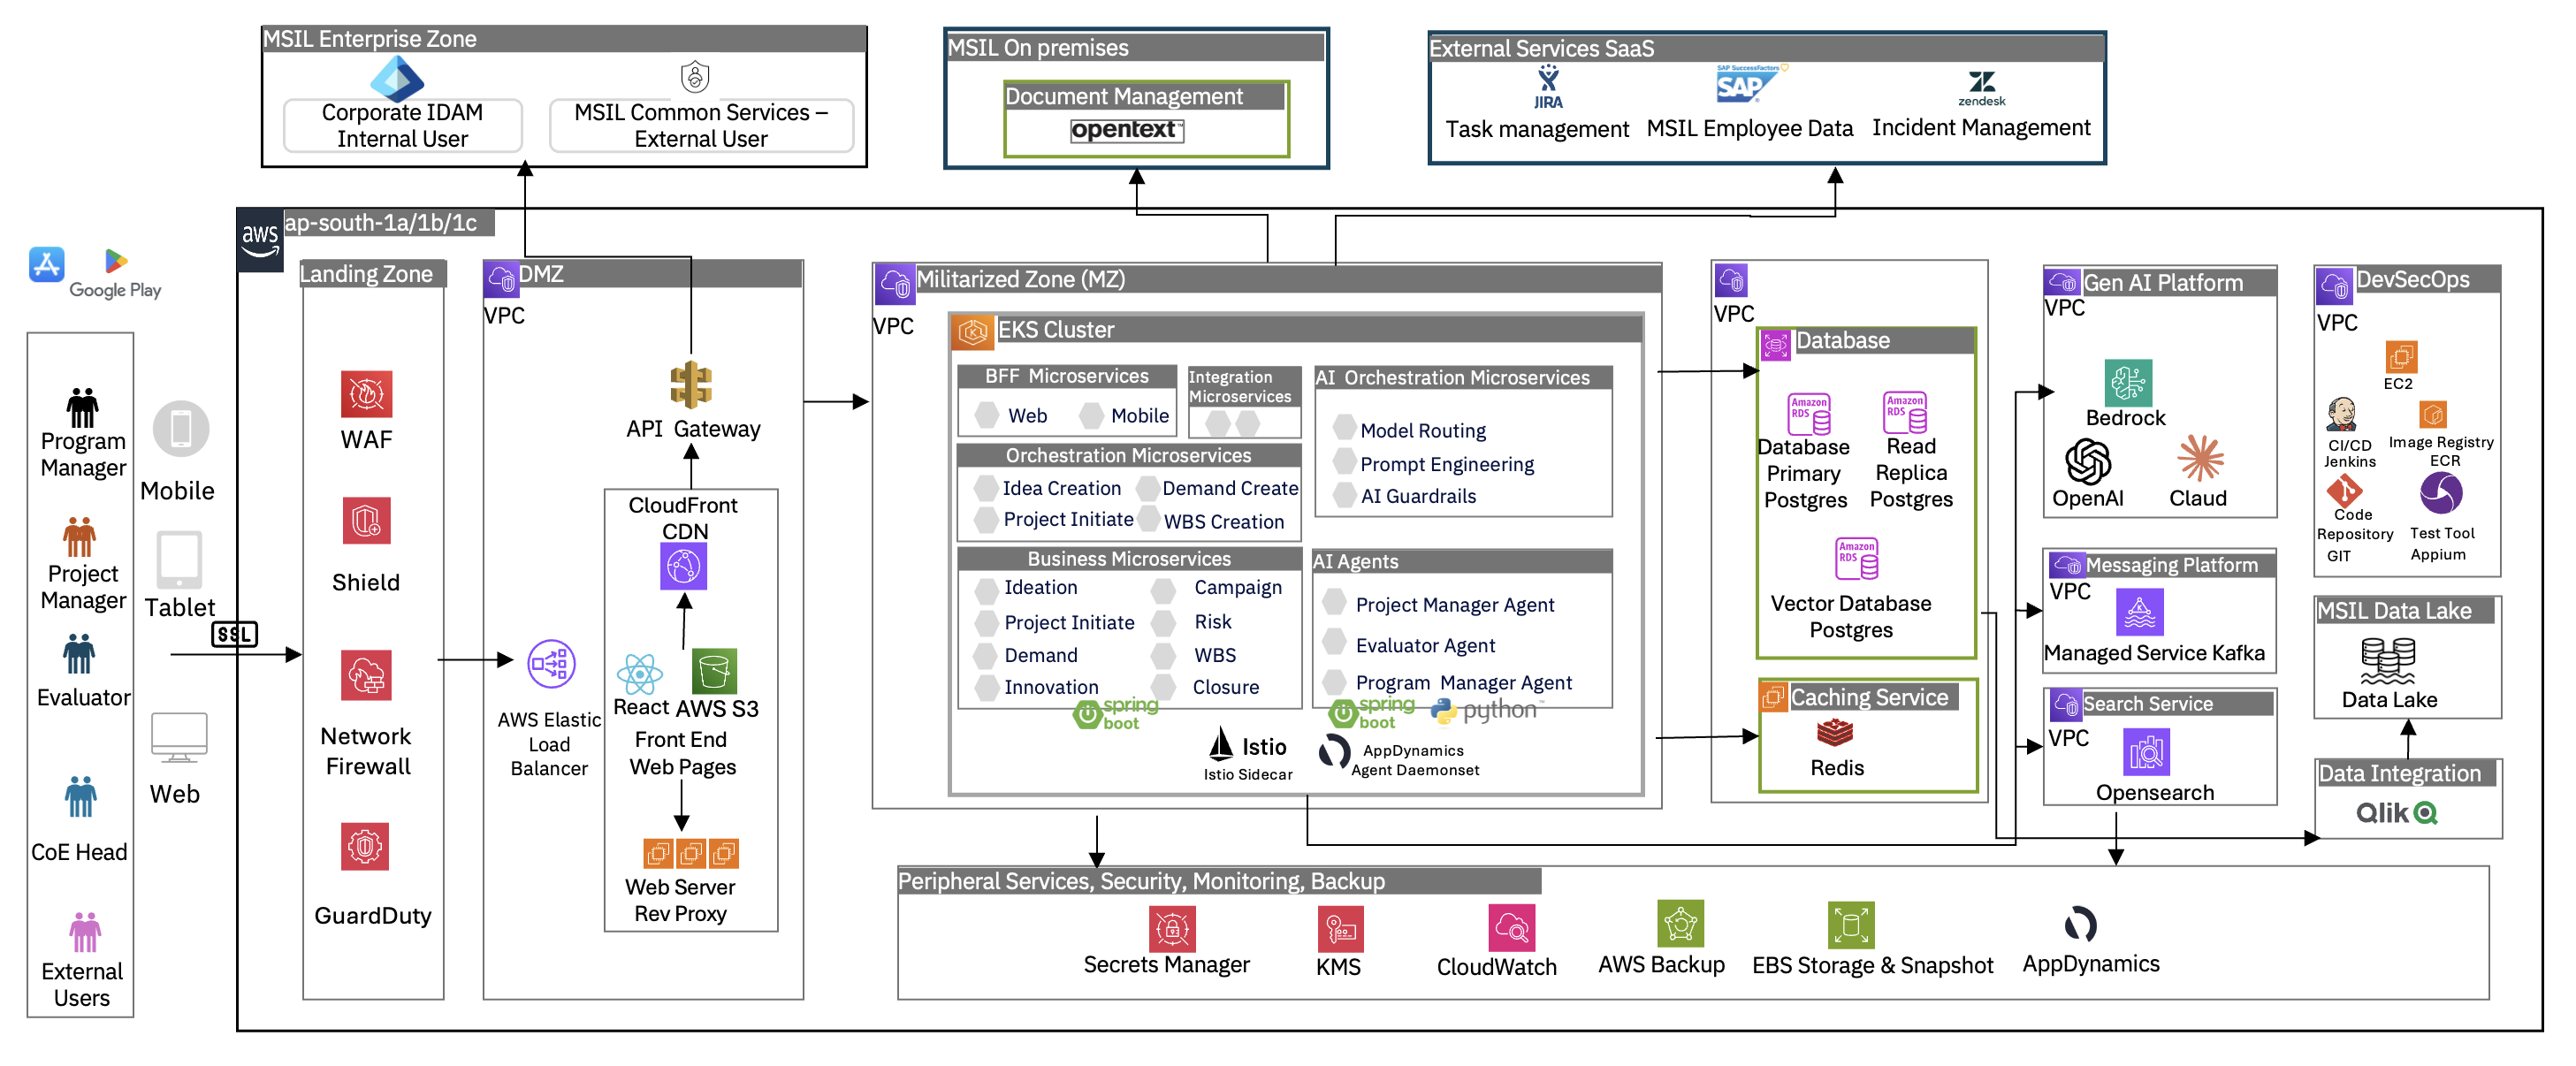 MSIL Enterprise Zone
Corporate IDAM
Internal User
MSIL Common Services –
External User
MSIL On premises
Document Management
opentext™
External Services SaaS
JIRA
Task management
SAP SuccessFactors
SAP
MSIL Employee Data
zendesk
Incident Management
aws
ap-south-1a/1b/1c
Google Play
Program
Manager
Project
Manager
Evaluator
CoE Head
External
Users
Mobile
Tablet
Web
SSL
Landing Zone
WAF
Shield
Network
Firewall
GuardDuty
DMZ
VPC
API Gateway
CloudFront
CDN
AWS Elastic
Load
Balancer
React
AWS S3
Front End
Web Pages
Web Server
Rev Proxy
Militarized Zone (MZ)
VPC
EKS Cluster
BFF Microservices
Web
Mobile
Integration
Microservices
Orchestration Microservices
Idea Creation
Demand Create
Project Initiate
WBS Creation
Business Microservices
Ideation
Campaign
Project Initiate
Risk
Demand
WBS
Innovation
Closure
spring
boot
AI Orchestration Microservices
Model Routing
Prompt Engineering
AI Guardrails
AI Agents
Project Manager Agent
Evaluator Agent
Program Manager Agent
spring
boot
python™
Istio
Istio Sidecar
AppDynamics
Agent Daemonset
VPC
Database
Amazon
RDS
Database
Primary
Postgres
Amazon
RDS
Read
Replica
Postgres
Amazon
RDS
Vector Database
Postgres
Caching Service
Redis
Gen AI Platform
VPC
Bedrock
OpenAI
Claud
Messaging Platform
VPC
Managed Service Kafka
Search Service
VPC
Opensearch
DevSecOps
VPC
EC2
CI/CD
Jenkins
Image Registry
ECR
Code
Repository
GIT
Test Tool
Appium
MSIL Data Lake
Data Lake
Data Integration
Qlik
Peripheral Services, Security, Monitoring, Backup
Secrets Manager
KMS
CloudWatch
AWS Backup
EBS Storage & Snapshot
AppDynamics